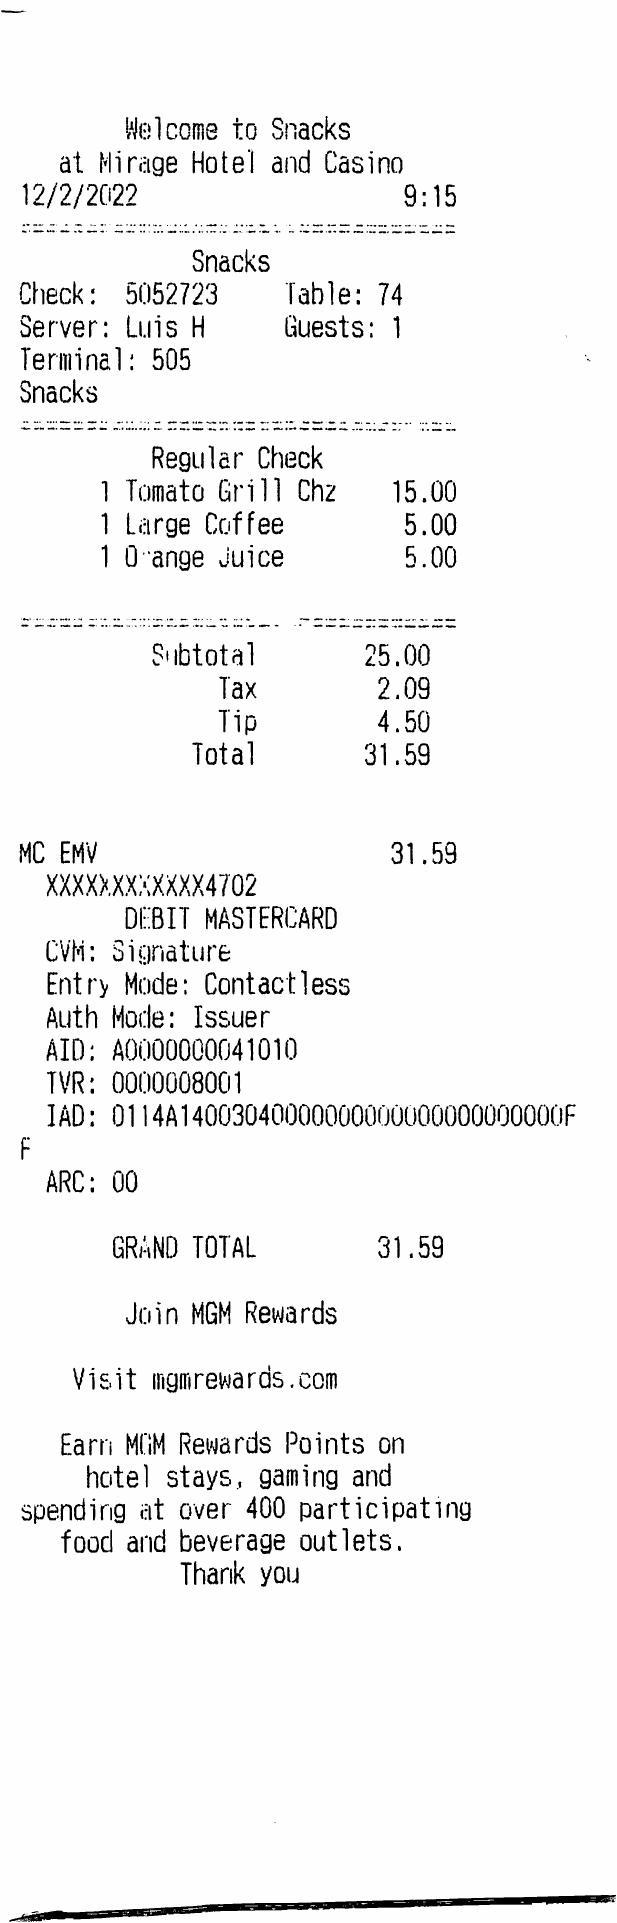 Welcome to Snacks
at Mirage Hotel and Casino
12/2/2022 9:15
Snacks
Check: 5052723 Table: 74
Server: Luis H Guests: 1
Terminal: 505
Snacks
Regular Check
1 Tomato Grill Chz 15.00
1 Large Coffee 5.00
1 Orange Juice 5.00
Subtotal 25.00
Tax 2.09
Tip 4.50
Total 31.59
MC EMV 31.59
XXXXXXXXXXXX4702
DEBIT MASTERCARD
CVM: Signature
Entry Mode: Contactless
Auth Mode: Issuer
AID: A0000000041010
TVR: 0000008001
IAD:
F
ARC: 00
GRAND TOTAL 31.59
Join MGM Rewards
Visit mgmrewards.com
Earn MGM Rewards Points on
hotel stays, gaming and
spending at over 400 participating
food and beverage outlets.
Thank you